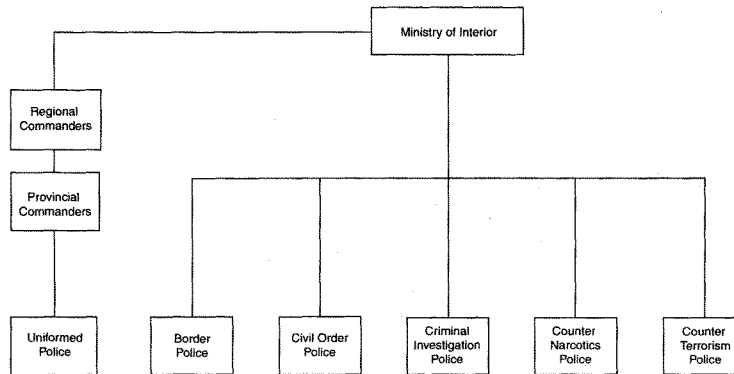 Ministry of Interior
Regional
Commanders
Provincial
Commanders
Uniformed
Police
Border
Police
Civil Order
Police
Criminal
Investigation
Police
Counter
Narcotics
Police
Counter
Terrorism
Police